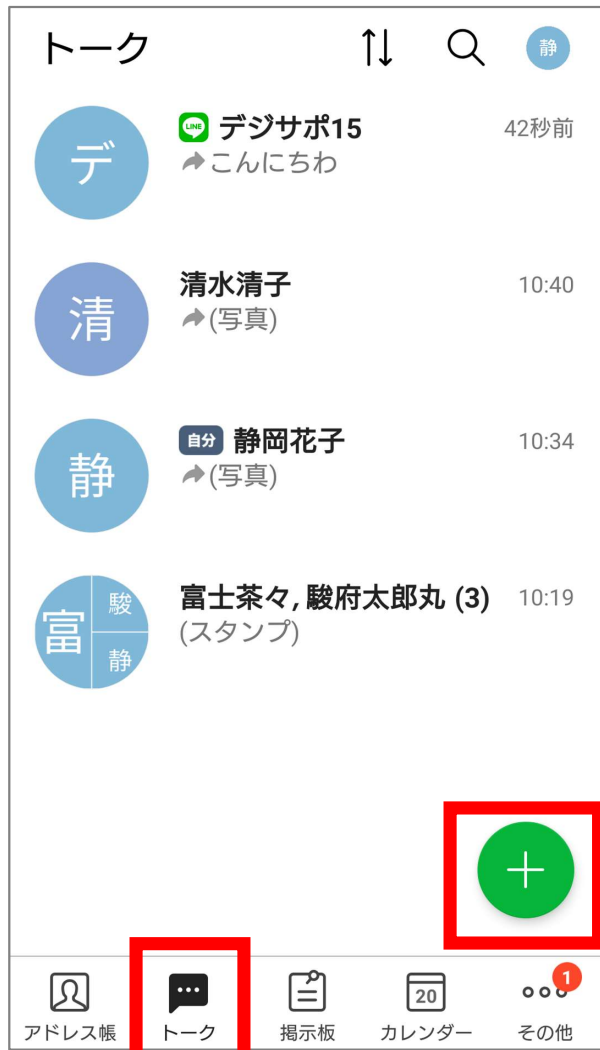 トーク
静
デ
LINE
デジサポ15
42秒前
こんにちわ
清
清水清子
10:40
(写真)
静
自分
静岡花子
10:34
(写真)
富
駿
静
富士茶々, 駿府太郎丸 (3)
10:19
(スタンプ)
20
1
アドレス帳
トーク
掲示板
カレンダー
その他